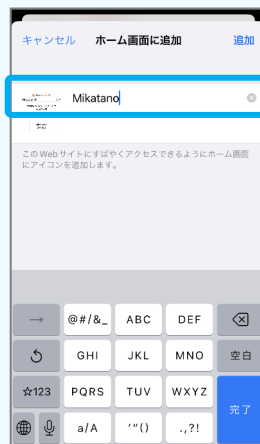 キャンセル ホーム画面に追加 追加
Mikatano
このWebサイトにすばやくアクセスできるようにホーム画面
にアイコンを追加します。
→ @#/&_ ABC DEF
GHI JKL MNO 空白
☆123 PQRS TUV WXYZ
完了
a/A '"() .,?!